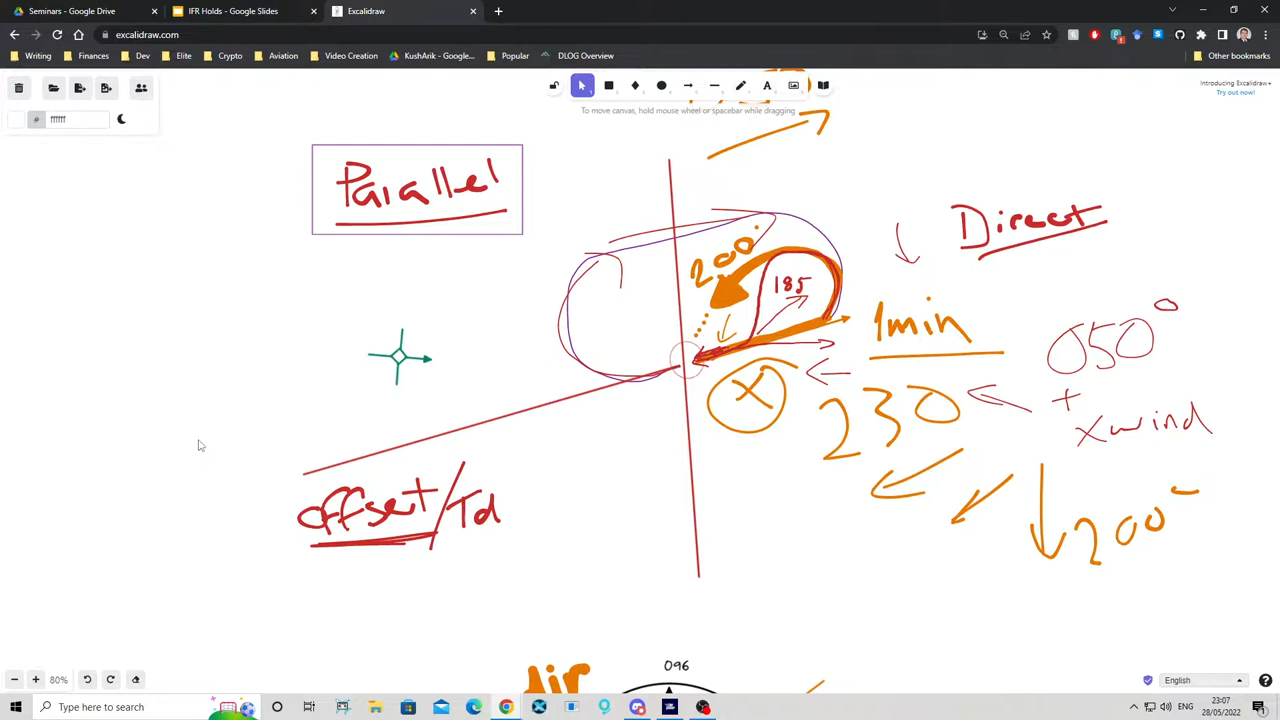 Seminars - Google Drive
IFR Holds - Google Slides
Excalidraw
excalidraw.com
Writing
Finances
Dev
Elite
Crypto
Aviation
Video Creation
KushArik - Google...
Popular
DLOG Overview
Other bookmarks
# ffffff
To move canvas, hold mouse wheel or spacebar while dragging
Introducing Excalidraw+
Try out now!
Parallel
Direct
200°
185
1min
050°
+
Xwind
X
230
200°
offset/Td
Air
096
80%
English
Type here to search
23:07
28/05/2022